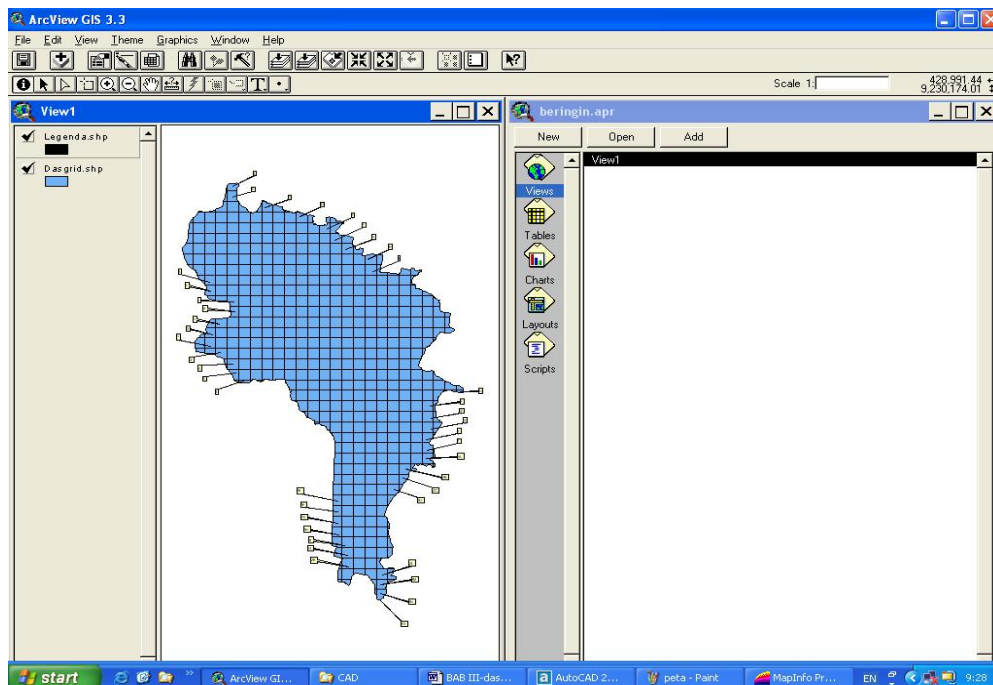 ArcView GIS 3.3
File Edit View Theme Graphics Window Help
Scale 1:
428,991.44
9,230,174.01
View1
Legenda.shp
Dasgrid.shp
beringin.apr
New Open Add
View1
Views
Tables
Charts
Layouts
Scripts
start
ArcView GI...
CAD
BAB III-das...
AutoCAD 2...
peta - Paint
MapInfo Pr...
EN
9:28